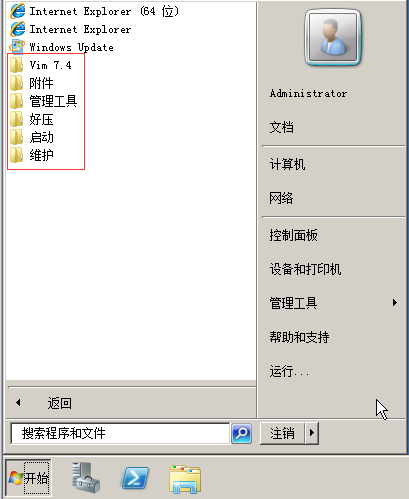 Internet Explorer (64 位)
Internet Explorer
Windows Update
Vim 7.4
附件
管理工具
好压
启动
维护
返回
搜索程序和文件
Administrator
文档
计算机
网络
控制面板
设备和打印机
管理工具
帮助和支持
运行...
注销
开始